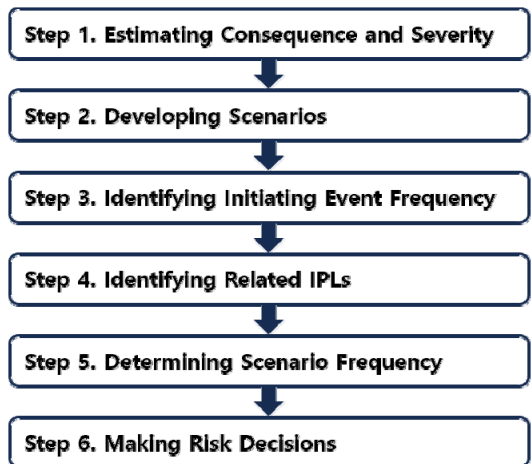 Step 1. Estimating Consequence and Severity
Step 2. Developing Scenarios
Step 3. Identifying Initiating Event Frequency
Step 4. Identifying Related IPLs
Step 5. Determining Scenario Frequency
Step 6. Making Risk Decisions